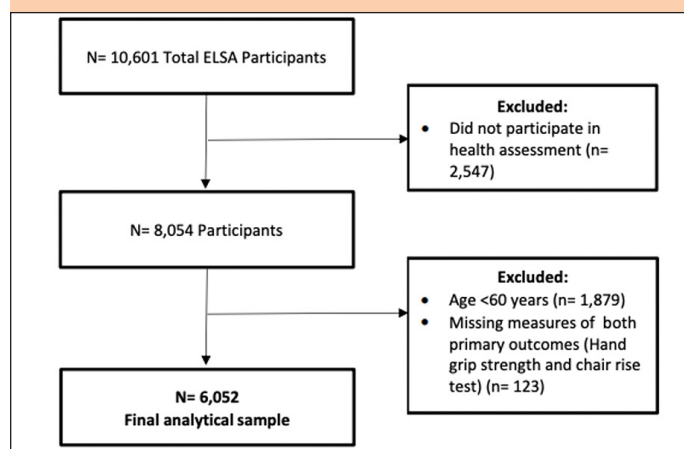 N= 10,601 Total ELSA Participants
Excluded:
• Did not participate in
health assessment (n=
2,547)
N= 8,054 Participants
Excluded:
• Age <60 years (n= 1,879)
• Missing measures of both
primary outcomes (Hand
grip strength and chair rise
test) (n= 123)
N= 6,052
Final analytical sample